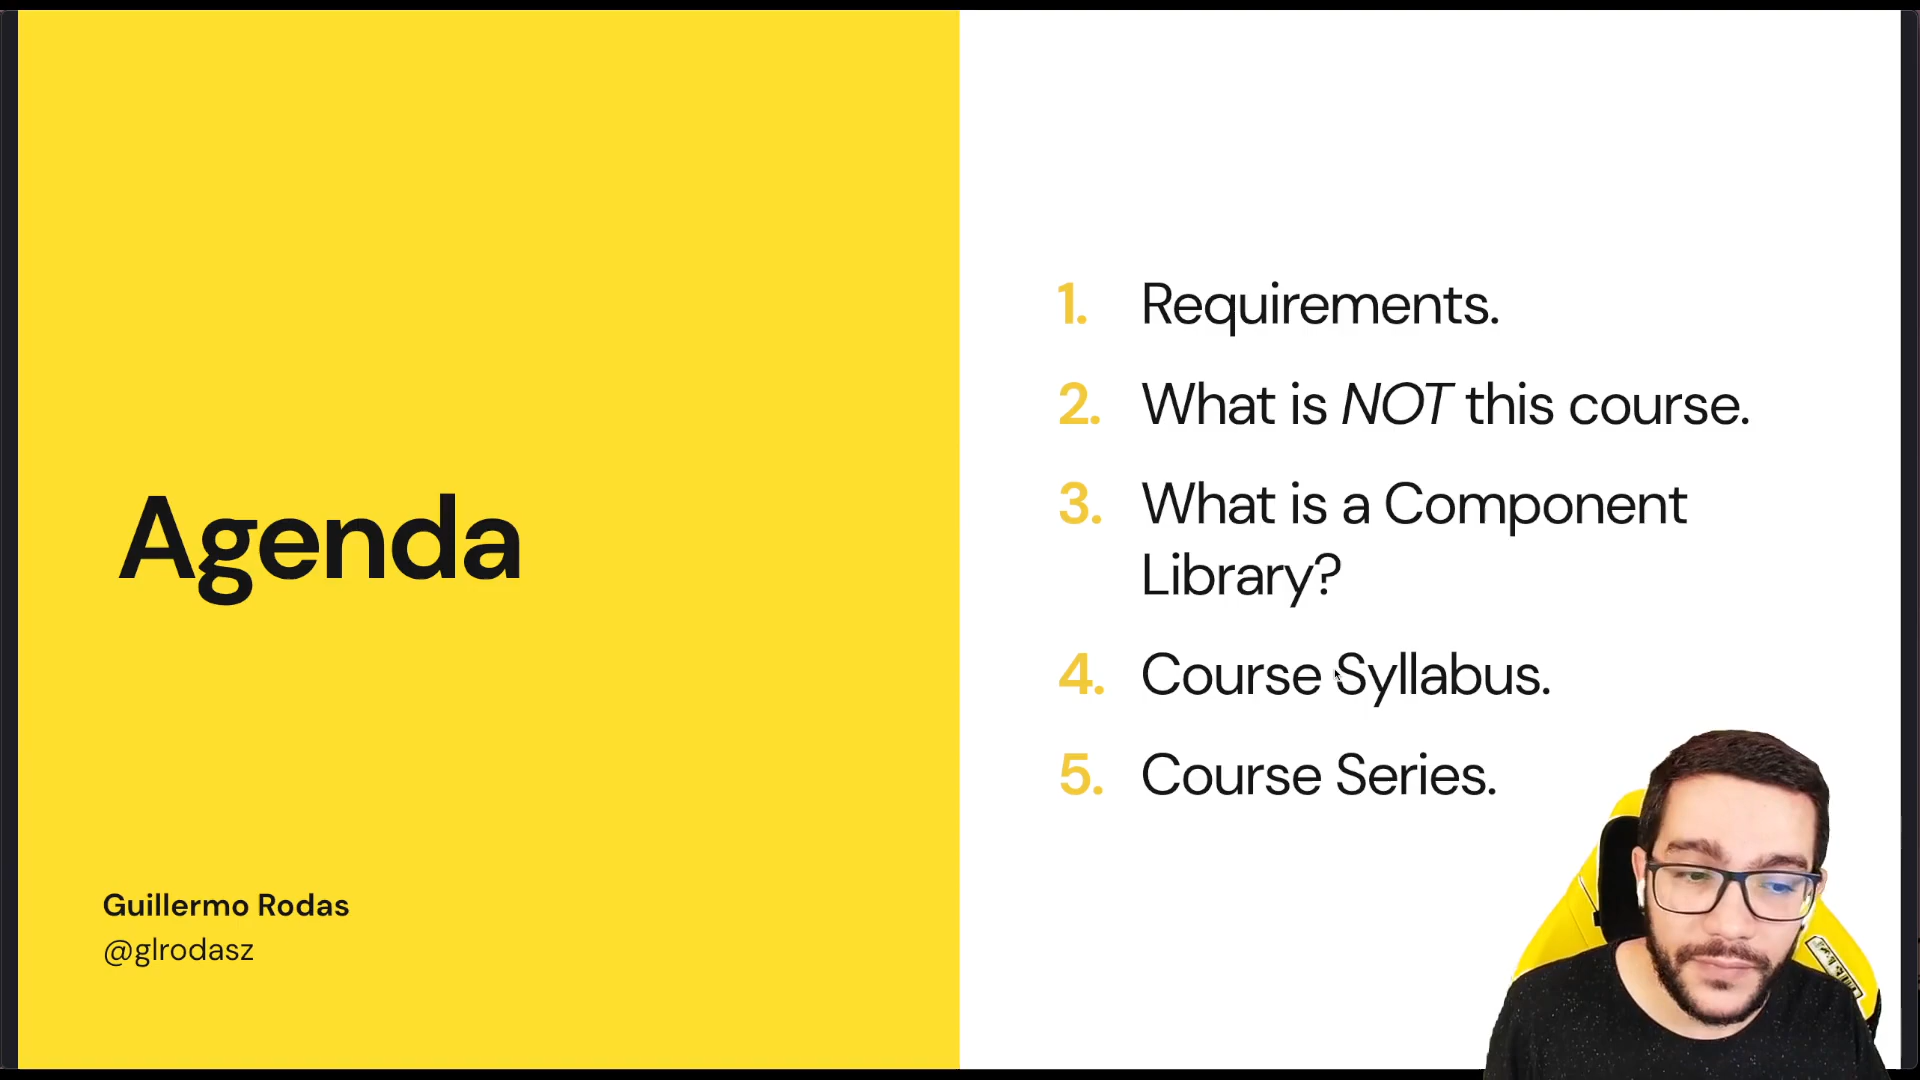 Agenda
Guillermo Rodas
@glrodasz
1. Requirements.
2. What is NOT this course.
3. What is a Component
Library?
4. Course Syllabus.
5. Course Series.